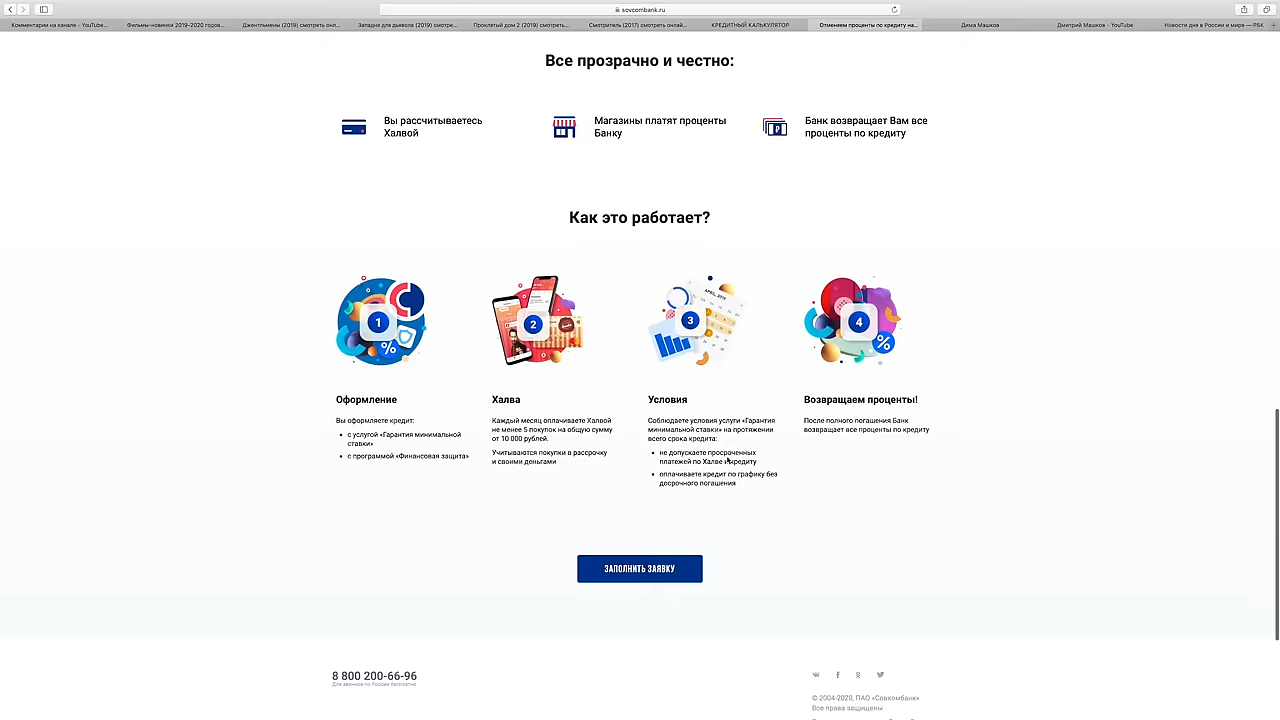 sovcombank.ru
Комментарии на канале - YouTube...
Фильмы-новинки 2019-2020 годов...
Джентльмены (2019) смотреть онл...
Западня для дьявола (2019) смотре...
Проклятый дом 2 (2019) смотреть...
Смотритель (2017) смотреть онлай...
КРЕДИТНЫЙ КАЛЬКУЛЯТОР
Отменяем проценты по кредиту на...
Дима Машков
Дмитрий Машков - YouTube
Новости дня в России и мире — РБК
Все прозрачно и честно:
Вы рассчитываетесь
Халвой
Магазины платят проценты
Банку
Банк возвращает Вам все
проценты по кредиту
Как это работает?
1
2
APRIL, 2019
3
4
%
%
Оформление
Вы оформляете кредит:
• с услугой «Гарантия минимальной
ставки»
• с программой «Финансовая защита»
Халва
Каждый месяц оплачиваете Халвой
не менее 5 покупок на общую сумму
от 10 000 рублей.
Учитываются покупки в рассрочку
и своими деньгами
Условия
Соблюдаете условия услуги «Гарантия
минимальной ставки» на протяжении
всего срока кредита:
• не допускаете просроченных
платежей по Халве и кредиту
• оплачиваете кредит по графику без
досрочного погашения
Возвращаем проценты!
После полного погашения Банк
возвращает все проценты по кредиту
ЗАПОЛНИТЬ ЗАЯВКУ
8 800 200-66-96
Для звонков по России бесплатно
© 2004-2020, ПАО «Совкомбанк»
Все права защищены